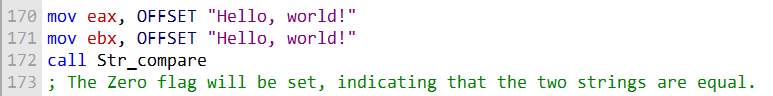 170 mov eax, OFFSET "Hello, world!"
171 mov ebx, OFFSET "Hello, world!"
172 call Str_compare
173 ; The Zero flag will be set, indicating that the two strings are equal.